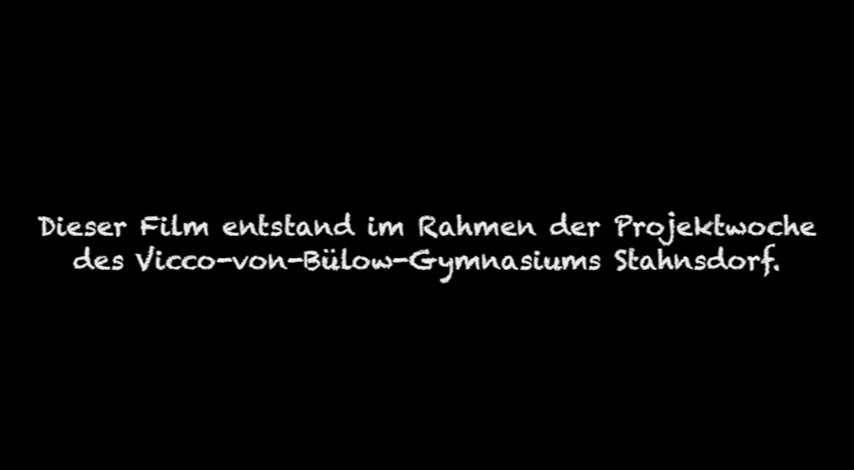 Dieser Film entstand im Rahmen der Projektwoche
des Vicco-von-Bülow-Gymnasiums Stahnsdorf.